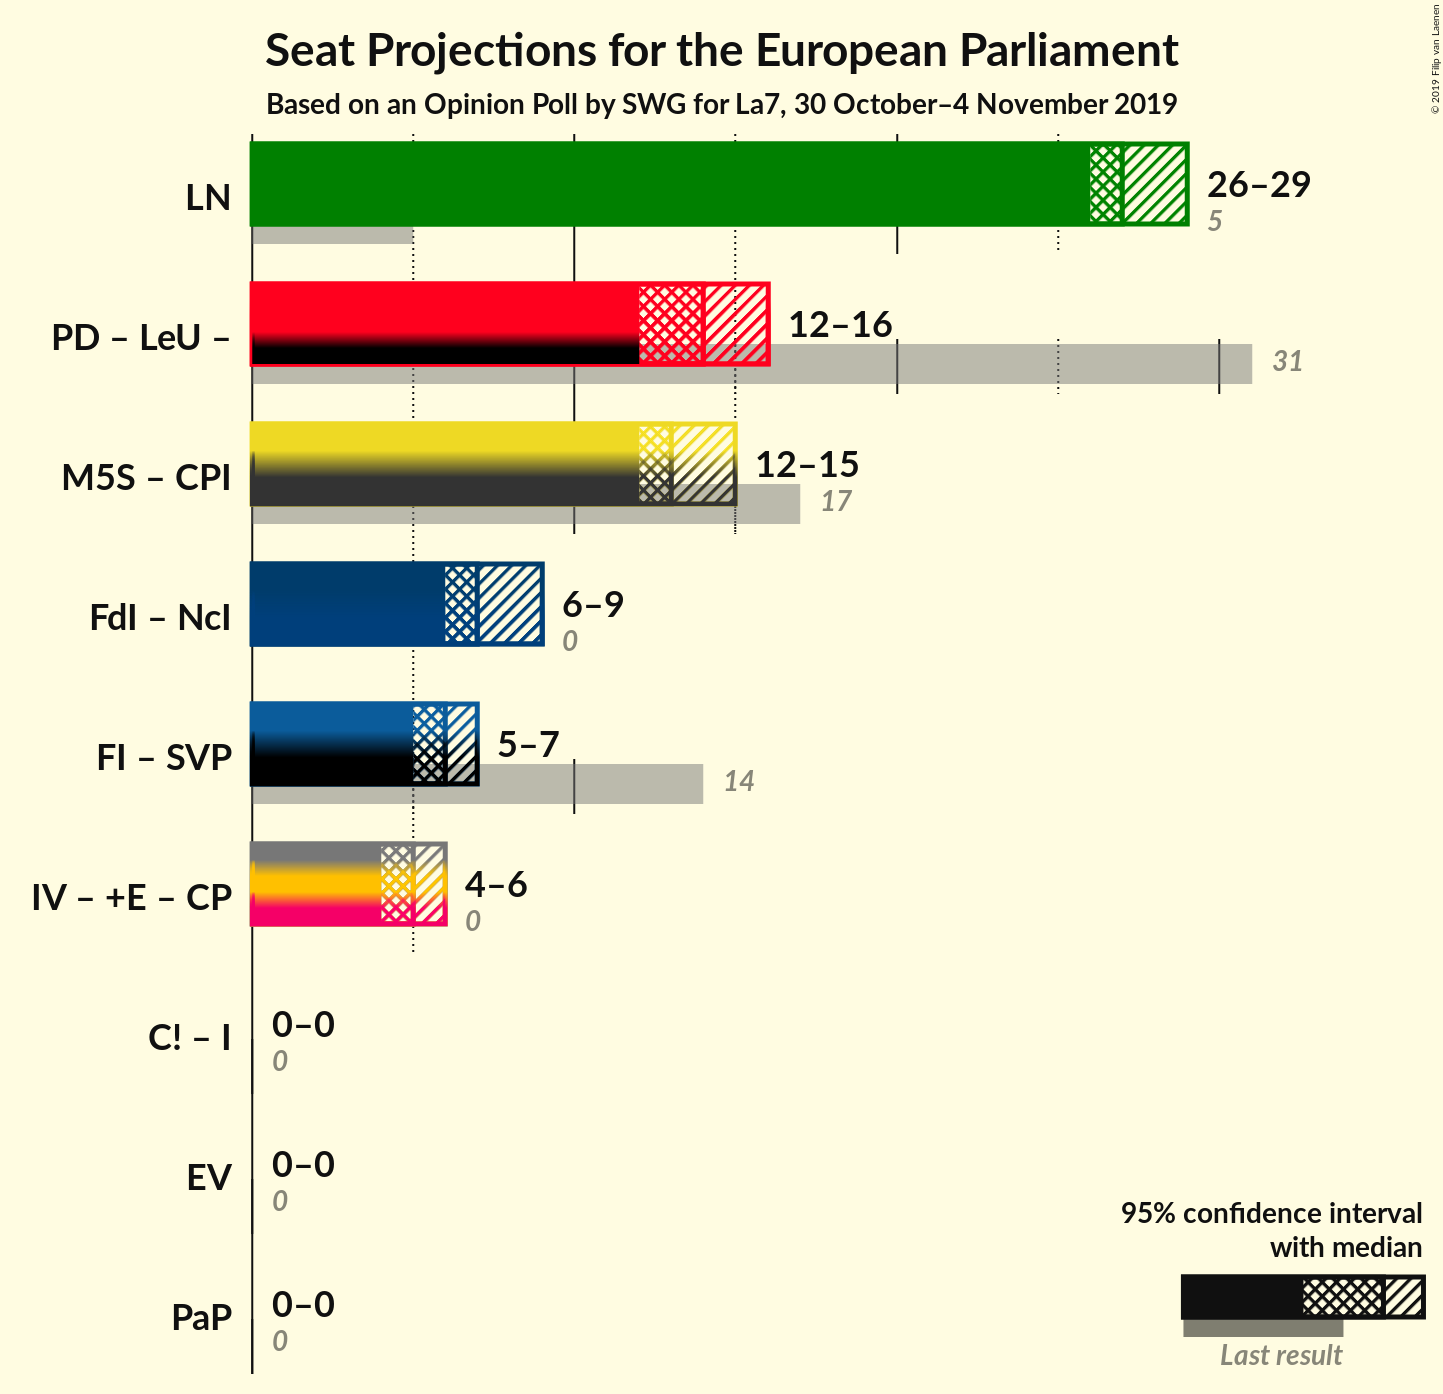 Seat Projections for the European Parliament
Based on an Opinion Poll by SWG for La7, 30 October–4 November 2019
© 2019 Filip van Laenen
LN
26–29
5
PD – LeU –
12–16
31
M5S – CPI
12–15
17
FdI – NcI
6–9
0
FI – SVP
5–7
14
IV – +E – CP
4–6
0
C! – I
0–0
0
EV
0–0
0
PaP
0–0
0
95% confidence interval
with median
Last result